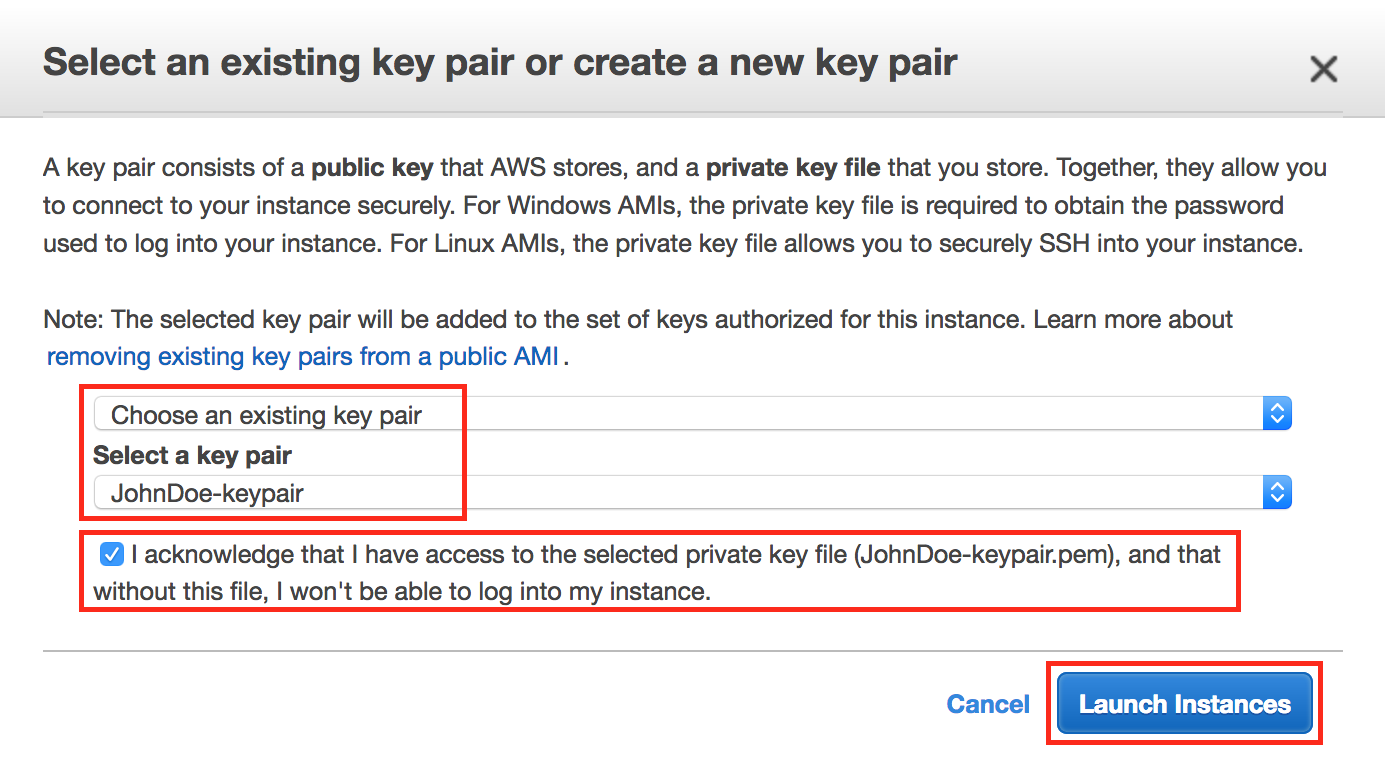 Select an existing key pair or create a new key pair
A key pair consists of a public key that AWS stores, and a private key file that you store. Together, they allow you
to connect to your instance securely. For Windows AMIs, the private key file is required to obtain the password
used to log into your instance. For Linux AMIs, the private key file allows you to securely SSH into your instance.
Note: The selected key pair will be added to the set of keys authorized for this instance. Learn more about
removing existing key pairs from a public AMI .
Choose an existing key pair
Select a key pair
JohnDoe-keypair
I acknowledge that I have access to the selected private key file (JohnDoe-keypair.pem), and that
without this file, I won't be able to log into my instance.
Cancel Launch Instances